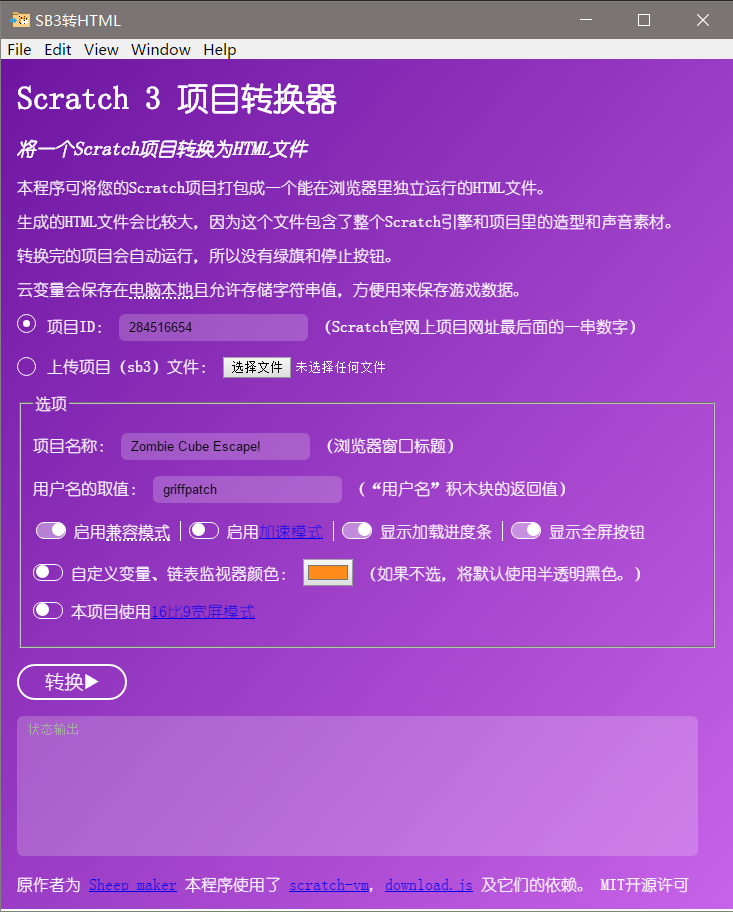 SB3转HTML
File Edit View Window Help
Scratch 3 项目转换器
将一个Scratch项目转换为HTML文件
本程序可将您的Scratch项目打包成一个能在浏览器里独立运行的HTML文件。
生成的HTML文件会比较大，因为这个文件包含了整个Scratch引擎和项目里的造型和声音素材。
转换完的项目会自动运行，所以没有绿旗和停止按钮。
云变量会保存在电脑本地且允许存储字符串值，方便用来保存游戏数据。
项目ID： 284516654 （Scratch官网上项目网址最后面的一串数字）
上传项目（sb3）文件： 选择文件 未选择任何文件
选项
项目名称： Zombie Cube Escape! （浏览器窗口标题）
用户名的取值： griffpatch （“用户名”积木块的返回值）
启用兼容模式 | 启用加速模式 | 显示加载进度条 | 显示全屏按钮
自定义变量、链表监视器颜色： （如果不选，将默认使用半透明黑色。）
本项目使用16比9宽屏模式
转换▶
状态输出
原作者为 Sheep_maker 本程序使用了 scratch-vm, download.js 及它们的依赖。 MIT开源许可